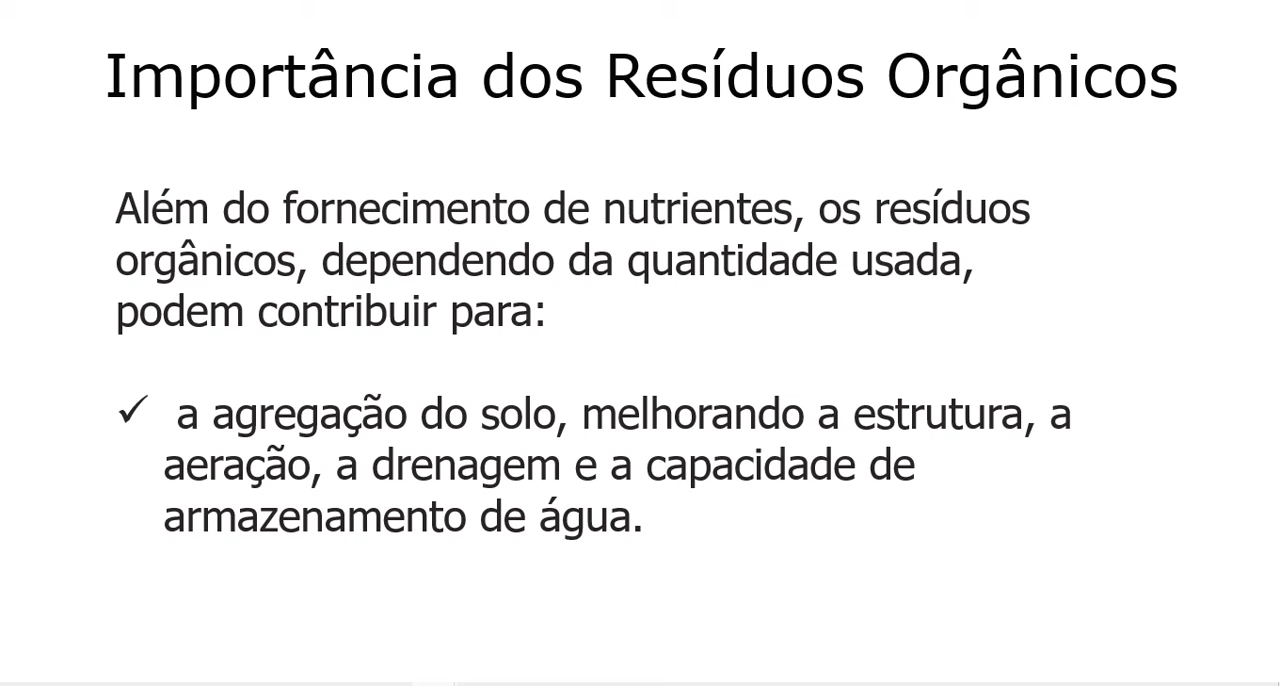 Importância dos Resíduos Orgânicos
Além do fornecimento de nutrientes, os resíduos
orgânicos, dependendo da quantidade usada,
podem contribuir para:
✓ a agregação do solo, melhorando a estrutura, a
aeração, a drenagem e a capacidade de
armazenamento de água.